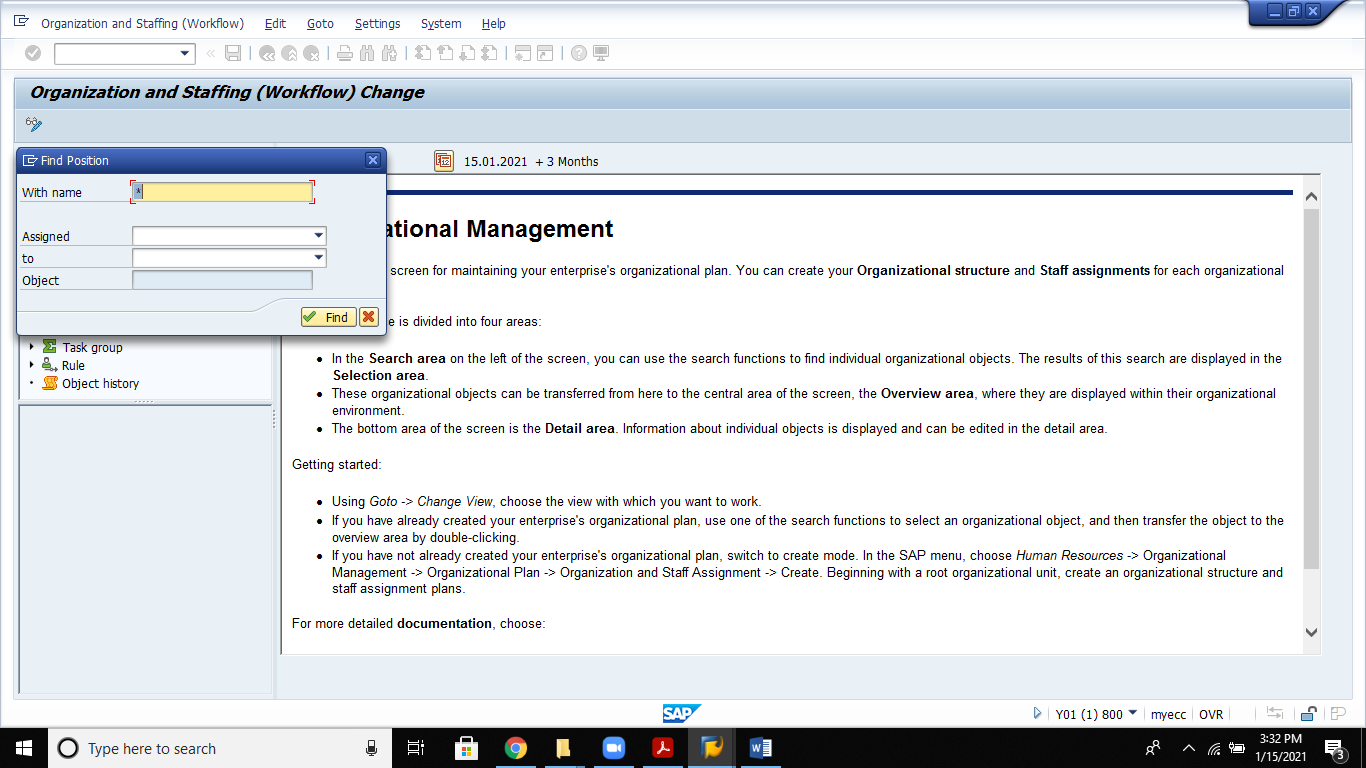 Organization and Staffing (Workflow) Edit Goto Settings System Help
Organization and Staffing (Workflow) Change
Find Position
15.01.2021 + 3 Months
With name *
Assigned
to
Object
Find
ational Management
screen for maintaining your enterprise's organizational plan. You can create your Organizational structure and Staff assignments for each organizational
e is divided into four areas:
Task group
Rule
Object history
• In the Search area on the left of the screen, you can use the search functions to find individual organizational objects. The results of this search are displayed in the
Selection area.
• These organizational objects can be transferred from here to the central area of the screen, the Overview area, where they are displayed within their organizational
environment.
• The bottom area of the screen is the Detail area. Information about individual objects is displayed and can be edited in the detail area.
Getting started:
• Using Goto -> Change View, choose the view with which you want to work.
• If you have already created your enterprise's organizational plan, use one of the search functions to select an organizational object, and then transfer the object to the
overview area by double-clicking.
• If you have not already created your enterprise's organizational plan, switch to create mode. In the SAP menu, choose Human Resources -> Organizational
Management -> Organizational Plan -> Organization and Staff Assignment -> Create. Beginning with a root organizational unit, create an organizational structure and
staff assignment plans.
For more detailed documentation, choose:
SAP
Y01 (1) 800 myecc OVR
Type here to search
3:32 PM
1/15/2021
3